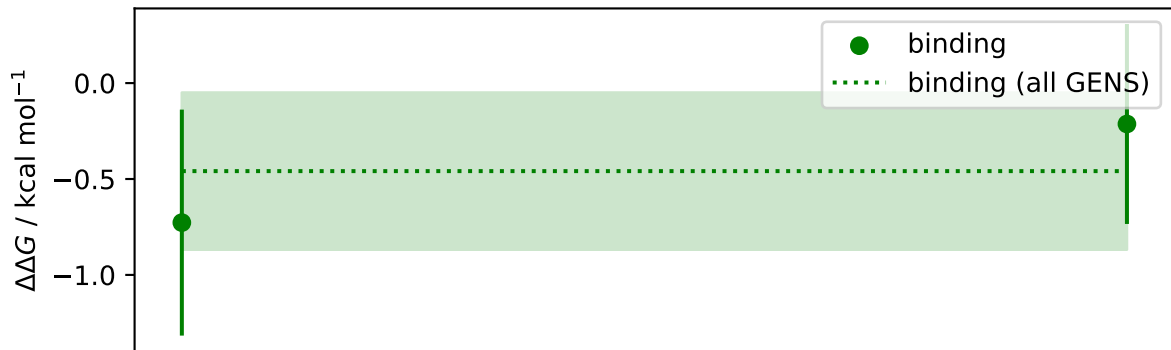 binding
binding (all GENS)
0.0
−0.5
−1.0
ΔΔG / kcal mol⁻¹